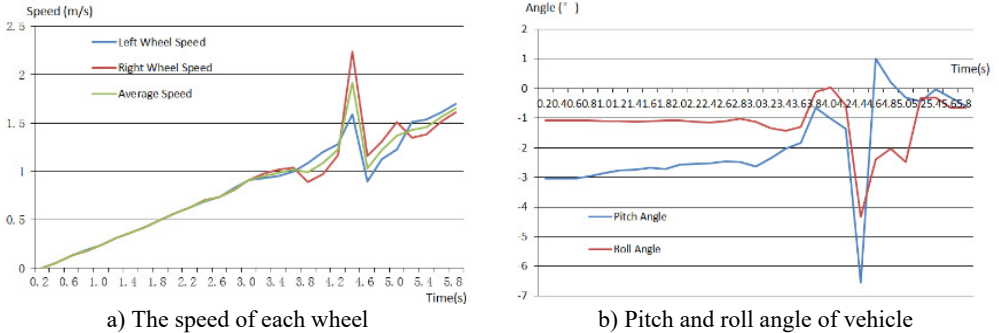 Speed (m/s)
2.5
2
1.5
1
0.5
0
Left Wheel Speed
Right Wheel Speed
Average Speed
0.2 0.6 1.0 1.4 1.8 2.2 2.6 3.0 3.4 3.8 4.2 4.6 5.0 5.4 5.8
Time(s)
a) The speed of each wheel
Angle (°)
2
1
0
-1
-2
-3
-4
-5
-6
-7
Time(s)
0.20.40.60.81.01.21.41.61.82.02.22.42.62.83.03.23.43.63.84.04.24.44.64.85.05.25.45.65.8
Pitch Angle
Roll Angle
b) Pitch and roll angle of vehicle